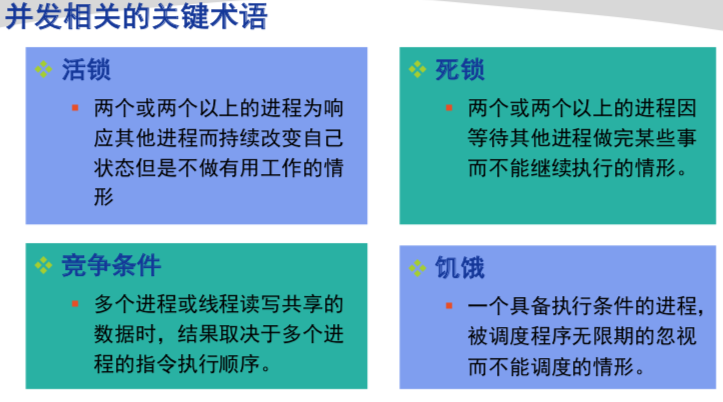 并发相关的关键术语
活锁
两个或两个以上的进程为响
应其他进程而持续改变自己
状态但是不做有用工作的情
形
死锁
两个或两个以上的进程因
等待其他进程做完某些事
而不能继续执行的情形。
竞争条件
多个进程或线程读写共享的
数据时，结果取决于多个进
程的指令执行顺序。
饥饿
一个具备执行条件的进程，
被调度程序无限期的忽视
而不能调度的情形。